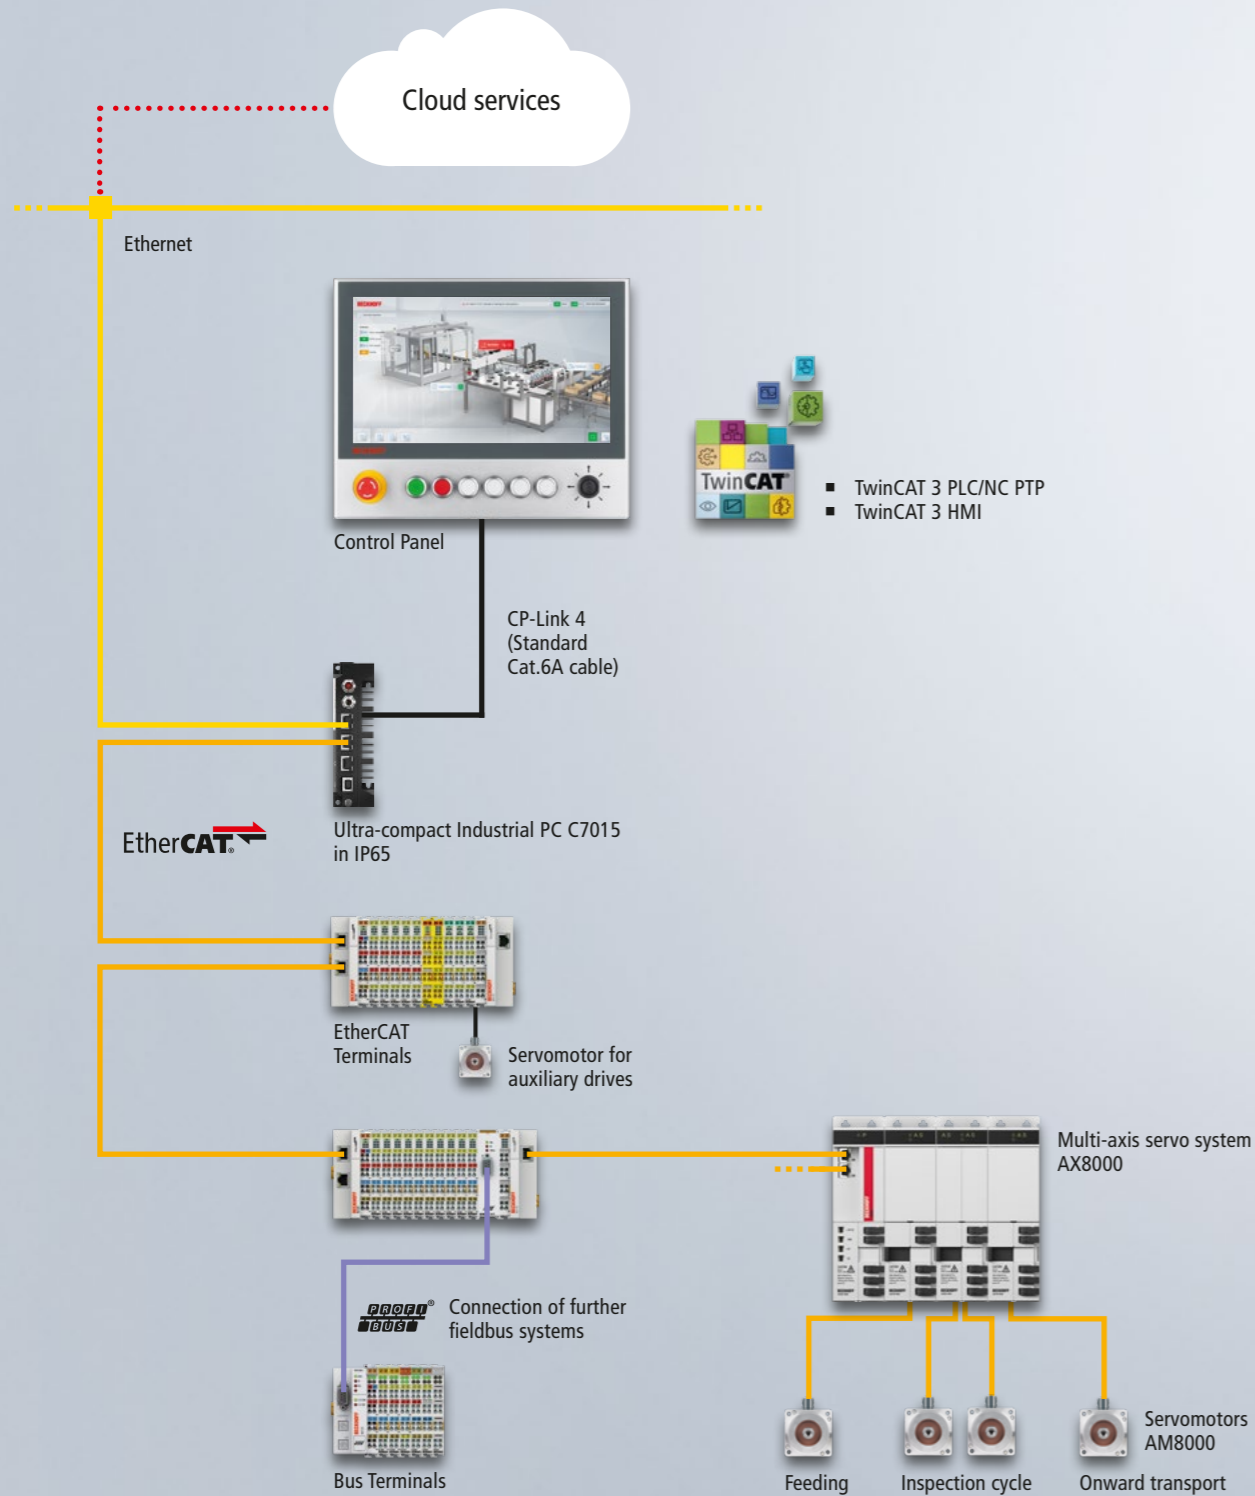 Cloud services
Ethernet
BECKHOFF
Control Panel
TwinCAT®
■ TwinCAT 3 PLC/NC PTP
■ TwinCAT 3 HMI
CP-Link 4
(Standard
Cat.6A cable)
Ultra-compact Industrial PC C7015
in IP65
EtherCAT®
EtherCAT
Terminals
Servomotor for
auxiliary drives
Multi-axis servo system
AX8000
PROFI®
BUS
Connection of further
fieldbus systems
Bus Terminals
Servomotors
AM8000
Feeding
Inspection cycle
Onward transport